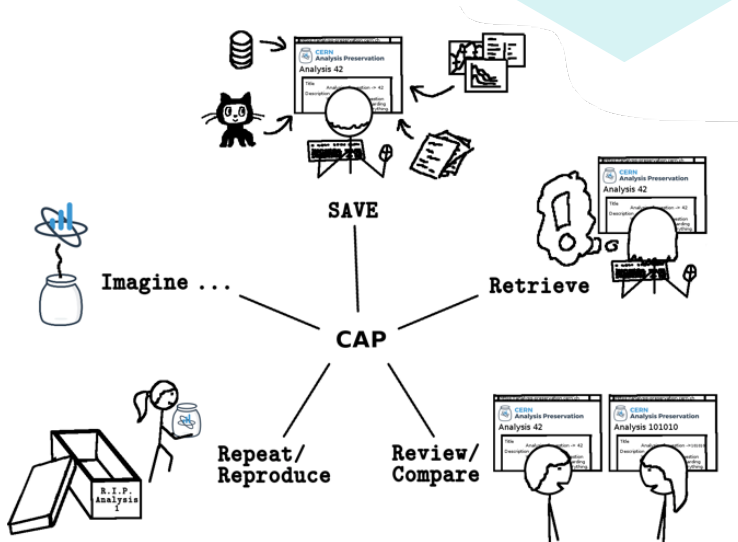 CERN
Analysis Preservation
Analysis 42
Title
Description
SAVE
CERN
Analysis Preservation
Analysis 42
Title
Description
Imagine ...
Retrieve
CAP
Repeat/
Reproduce
R.I.P.
Analysis
1
Review/
Compare
CERN
Analysis Preservation
Analysis 42
Title
Description
CERN
Analysis Preservation
Analysis 101010
Title
Description